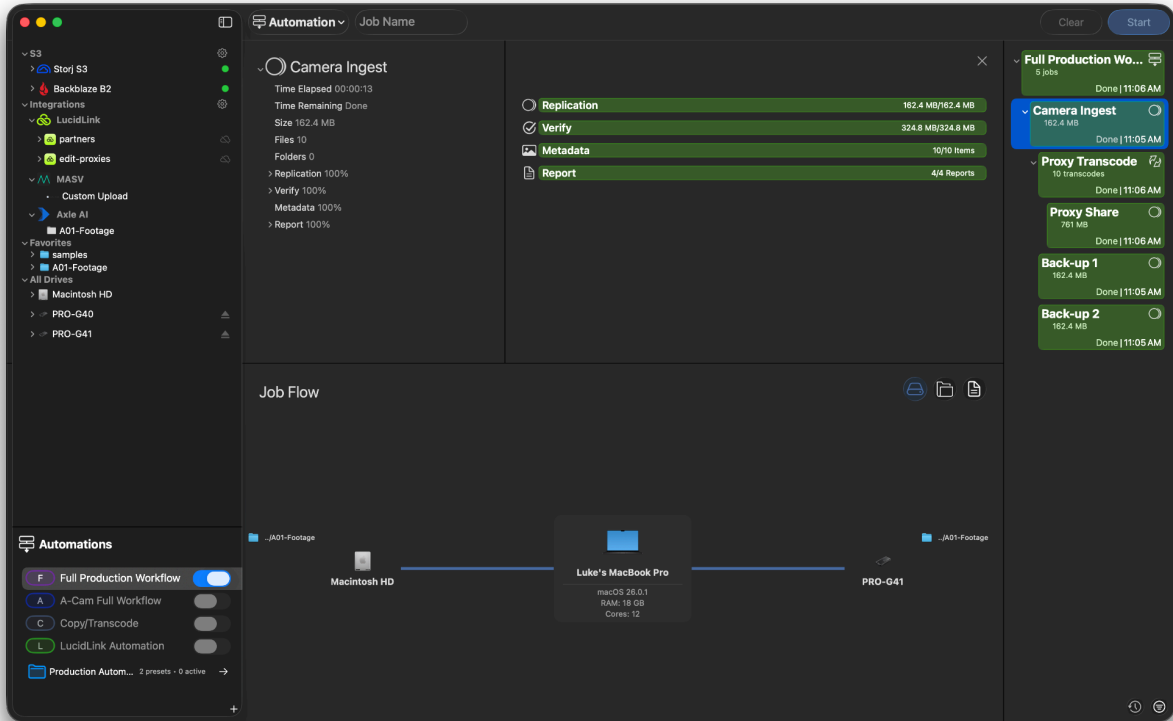 Automation
Job Name
Clear
Start
S3
Storj S3
Backblaze B2
Integrations
LucidLink
partners
edit-proxies
MASV
Custom Upload
Axle AI
A01-Footage
Favorites
samples
A01-Footage
All Drives
Macintosh HD
PRO-G40
PRO-G41
Automations
F Full Production Workflow
A A-Cam Full Workflow
C Copy/Transcode
L LucidLink Automation
Production Autom... 2 presets - 0 active
Camera Ingest
Time Elapsed 00:00:13
Time Remaining Done
Size 162.4 MB
Files 10
Folders 0
Replication 100%
Verify 100%
Metadata 100%
Report 100%
Replication 162.4 MB/162.4 MB
Verify 324.8 MB/324.8 MB
Metadata 10/10 Items
Report 4/4 Reports
Job Flow
../A01-Footage
Macintosh HD
Luke's MacBook Pro
macOS 26.0.1
RAM: 18 GB
Cores: 12
../A01-Footage
PRO-G41
Full Production Wo...
5 jobs
Done | 11:06 AM
Camera Ingest
162.4 MB
Done | 11:05 AM
Proxy Transcode
10 transcodes
Done | 11:06 AM
Proxy Share
761 MB
Done | 11:06 AM
Back-up 1
162.4 MB
Done | 11:05 AM
Back-up 2
162.4 MB
Done | 11:05 AM